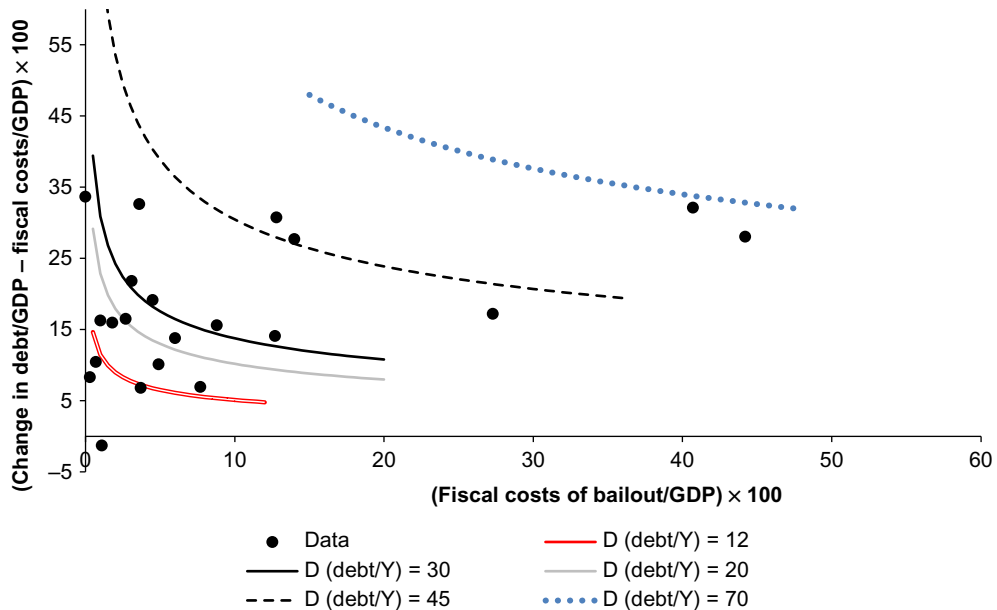 (Change in debt/GDP – fiscal costs/GDP) × 100
55
45
35
25
15
5
–5
0 10 20 30 40 50 60
(Fiscal costs of bailout/GDP) × 100
Data D (debt/Y) = 12
D (debt/Y) = 30 D (debt/Y) = 20
D (debt/Y) = 45 D (debt/Y) = 70